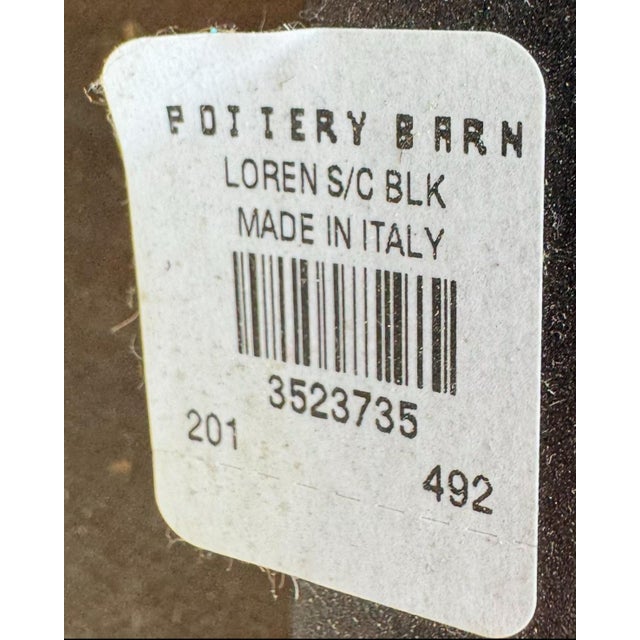 POTTERY BARN
LOREN S/C BLK
MADE IN ITALY
3523735
201
492